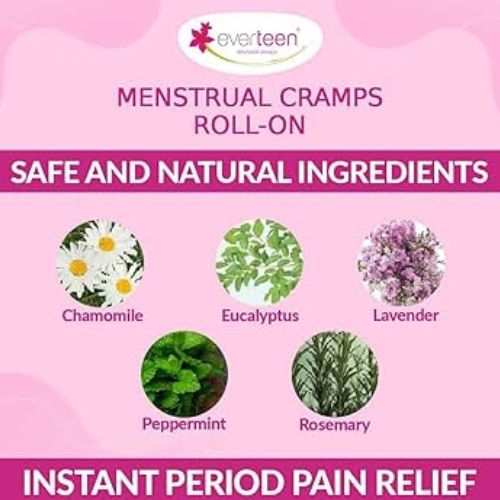 everteen®
MENSTRUAL CRAMPS
ROLL-ON
SAFE AND NATURAL INGREDIENTS
Chamomile
Eucalyptus
Lavender
Peppermint
Rosemary
INSTANT PERIOD PAIN RELIEF